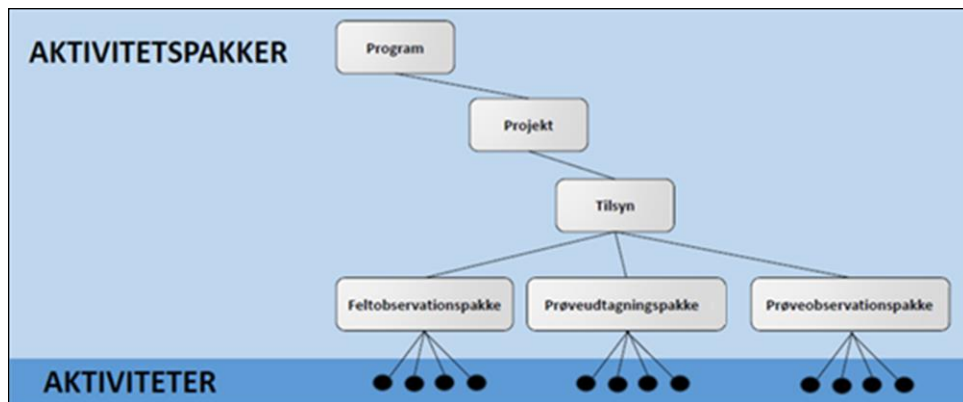 AKTIVITETSPAKKER
Program
Projekt
Tilsyn
Feltobservationspakke
Prøveudtagningspakke
Prøveobservationspakke
AKTIVITETER